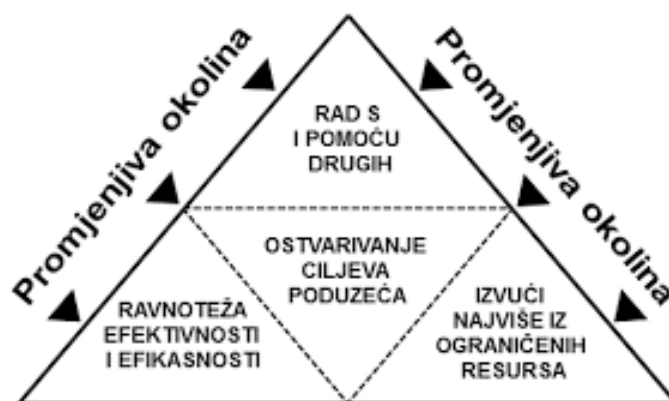 Promjenjiva okolina
Promjenjiva okolina
RAD S
I POMOĆU
DRUGIH
OSTVARIVANJE
CILJEVA
PODUZEĆA
RAVNOTEŽA
EFEKTIVNOSTI
I EFIKASNOSTI
IZVUĆI
NAJVIŠE IZ
OGRANIČENIH
RESURSA